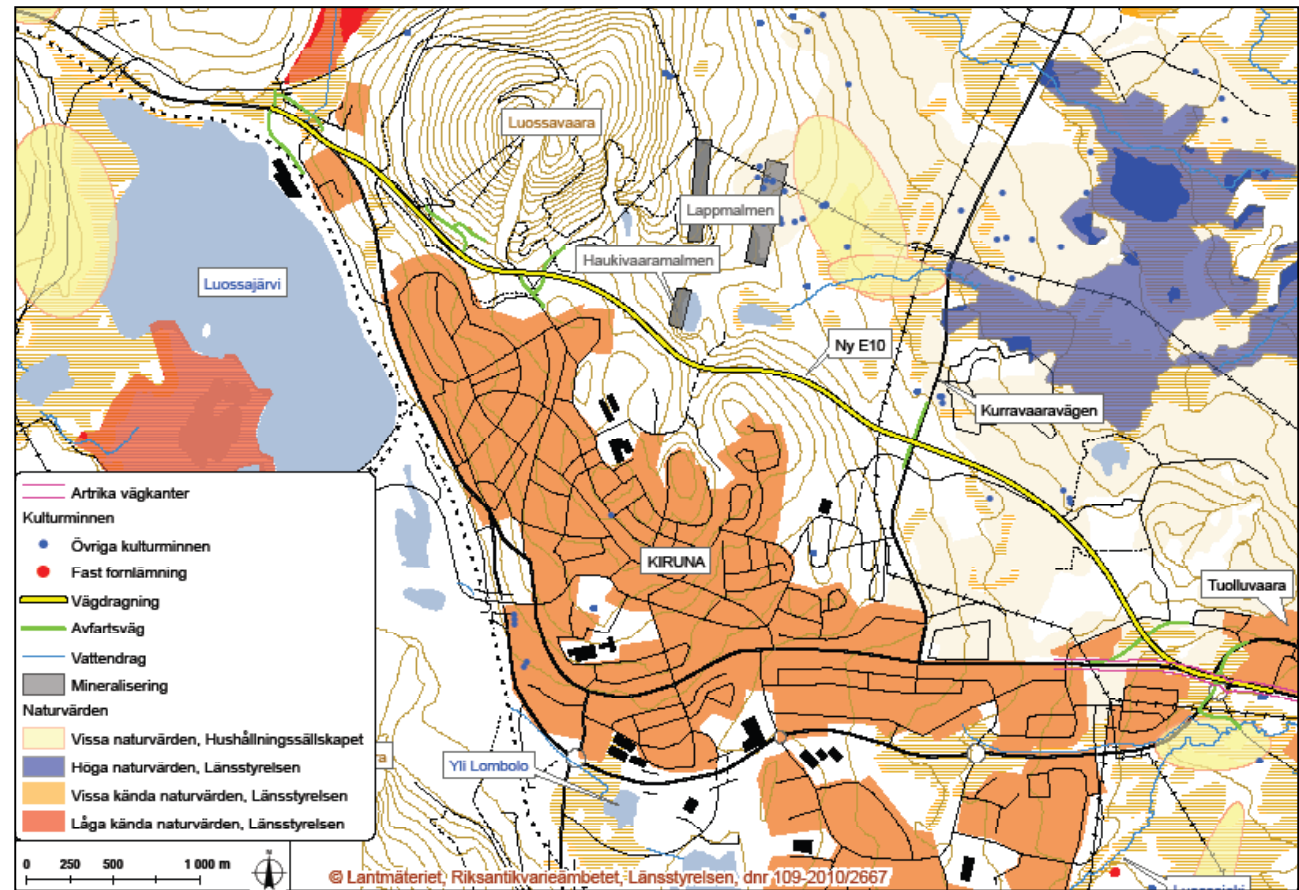 Luossavaara
Lappmalmen
Haukivaaramalmen
Luossajärvi
Ny E10
Kurravaaravägen
KIRUNA
Tuolluvaara
Yli Lombolo
Artrika vägkanter
Kulturminnen
Övriga kulturminnen
Fast fornlämning
Vägdragning
Avfartsväg
Vattendrag
Mineralisering
Naturvärden
Vissa naturvärden, Hushållningssällskapet
Höga naturvärden, Länsstyrelsen
Vissa kända naturvärden, Länsstyrelsen
Låga kända naturvärden, Länsstyrelsen
0 250 500 1 000 m
N
© Lantmäteriet, Riksantikvarieämbetet, Länsstyrelsen, dnr 109-2010/2667